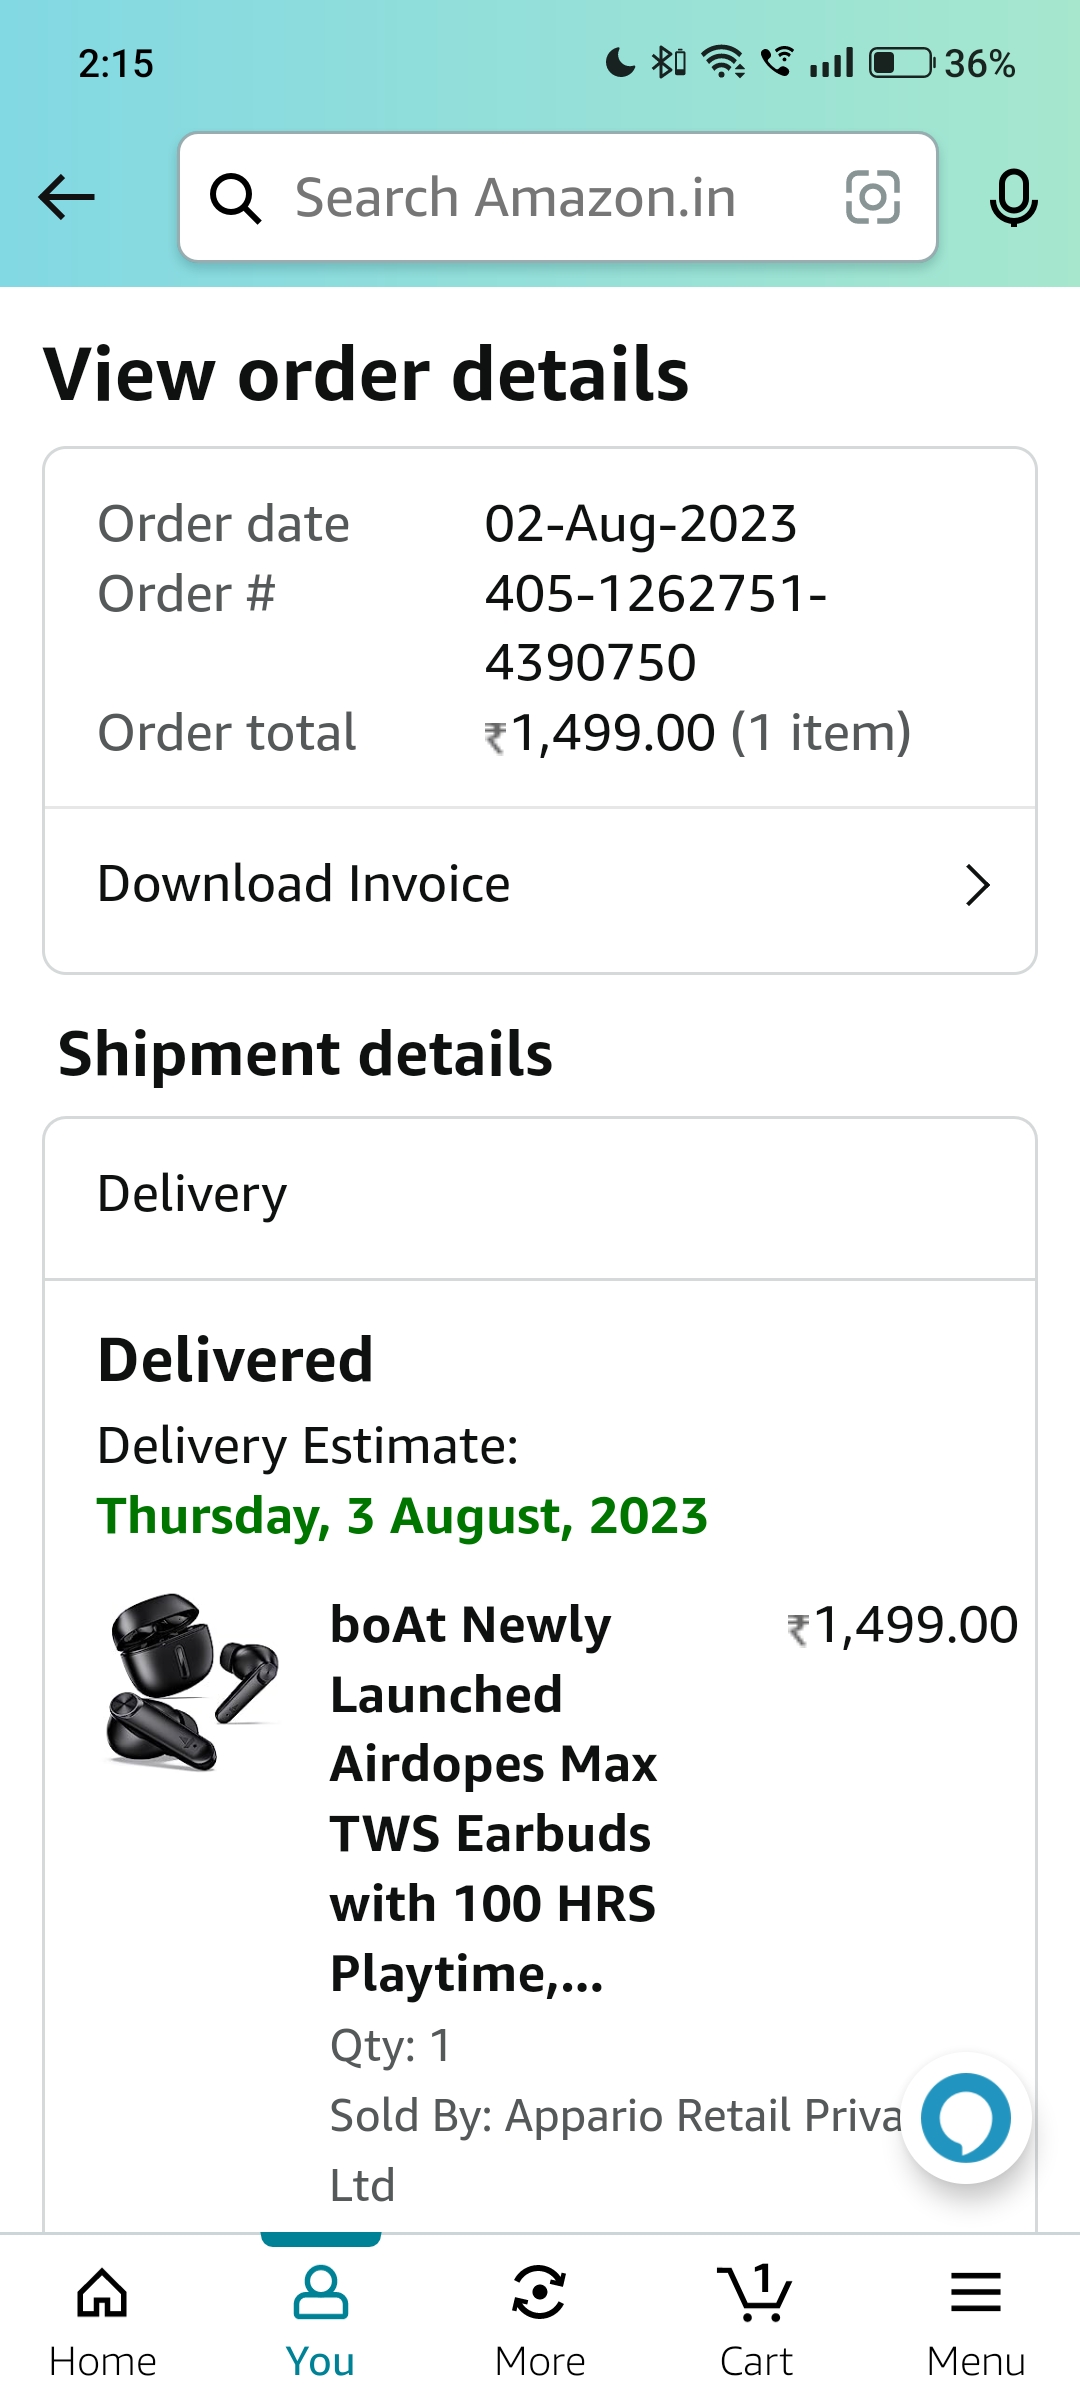 2:15 36%
Search Amazon.in
View order details
Order date 02-Aug-2023
Order # 405-1262751-
4390750
Order total ₹1,499.00 (1 item)
Download Invoice
Shipment details
Delivery
Delivered
Delivery Estimate:
Thursday, 3 August, 2023
boAt Newly ₹1,499.00
Launched
Airdopes Max
TWS Earbuds
with 100 HRS
Playtime,...
Qty: 1
Sold By: Appario Retail Priva
Ltd
1
Home You More Cart Menu